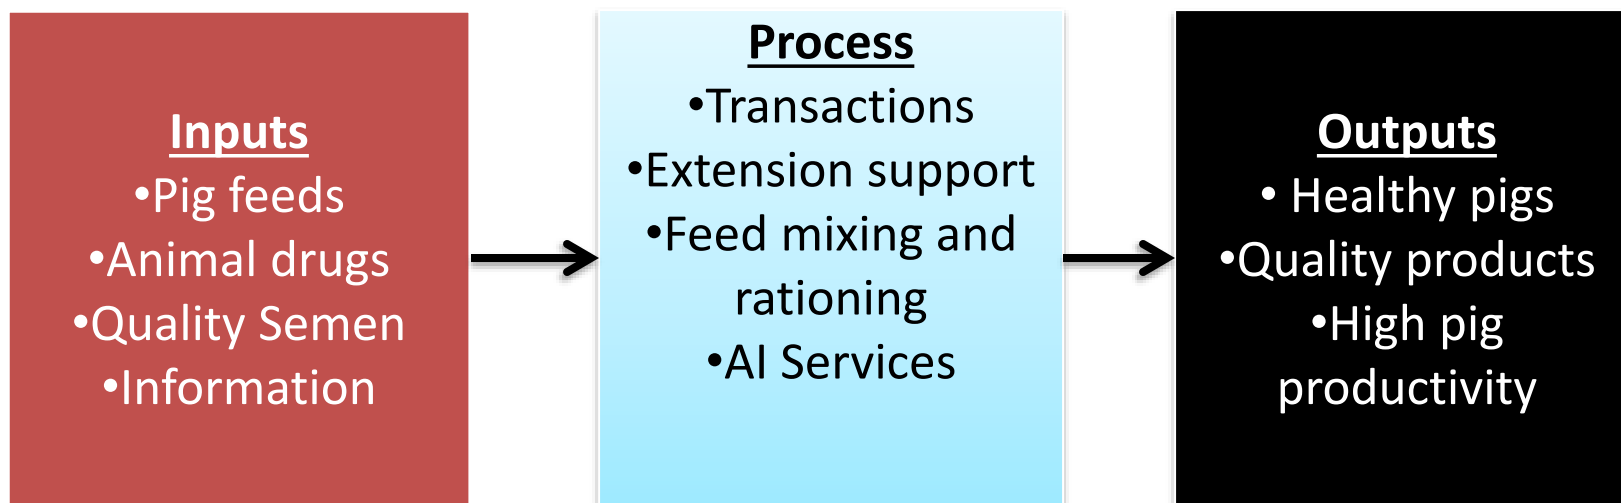 Inputs
•Pig feeds
•Animal drugs
•Quality Semen
•Information
Process
•Transactions
•Extension support
•Feed mixing and
rationing
•AI Services
Outputs
• Healthy pigs
•Quality products
•High pig
productivity